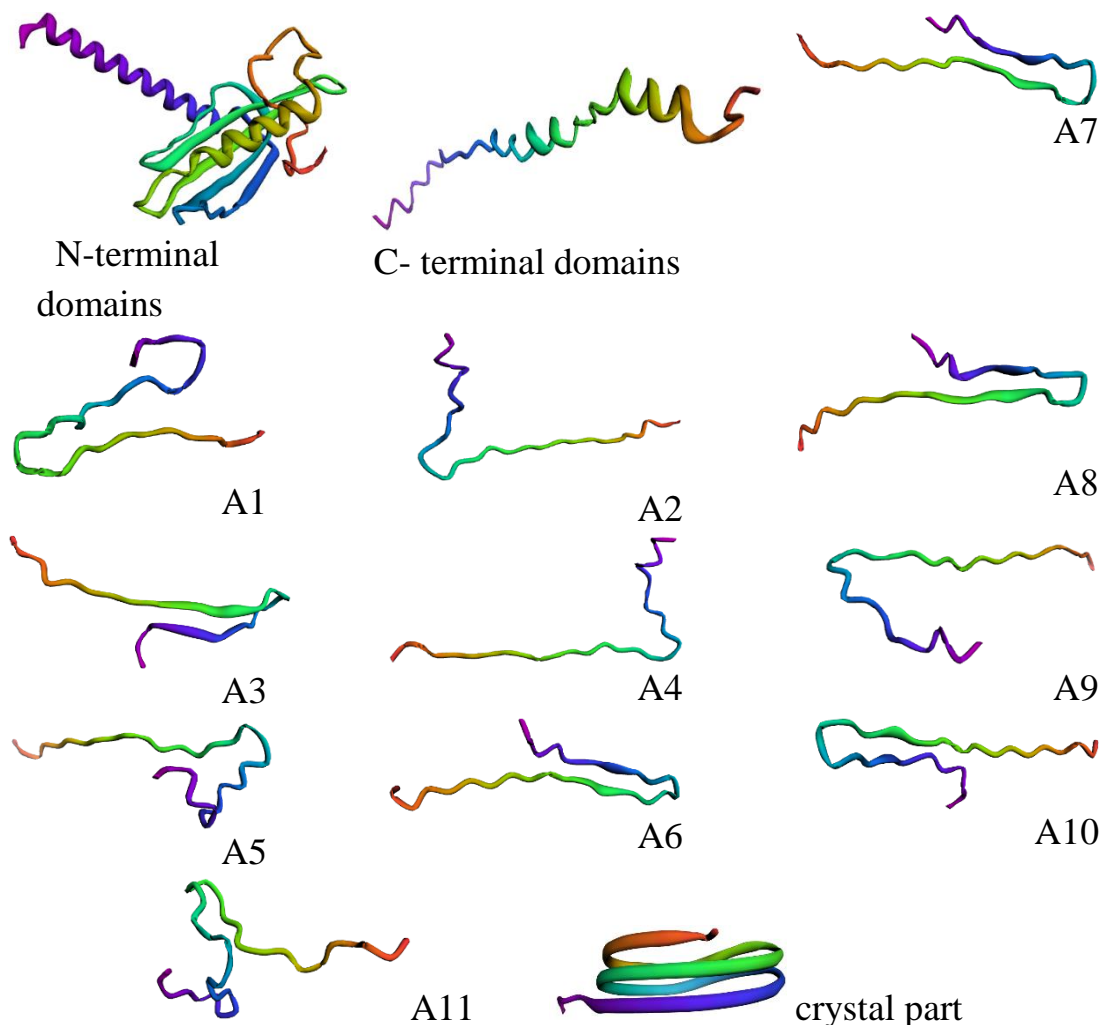 A7
N-terminal
domains
C- terminal domains
A1
A2
A8
A3
A4
A9
A5
A6
A10
A11
crystal part